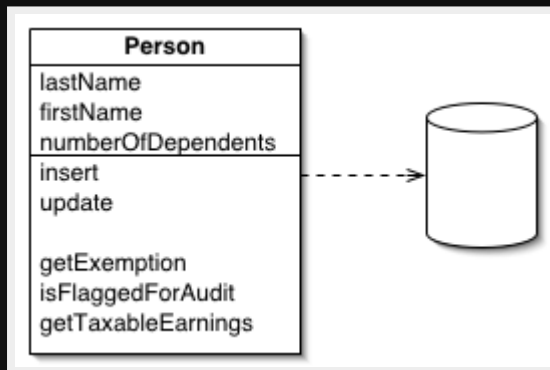 Person
lastName
firstName
numberOfDependents
insert
update
getExemption
isFlaggedForAudit
getTaxableEarnings